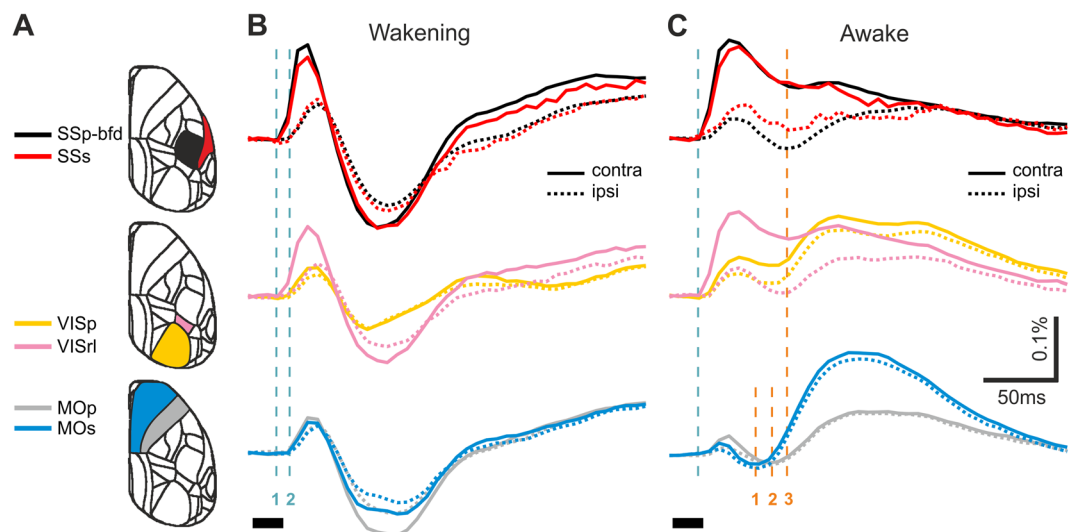 A
B
Wakening
C
Awake
SSp-bfd
SSs
contra
ipsi
contra
ipsi
VISp
VISrl
0.1%
50ms
MOp
MOs
1 2
1 2 3